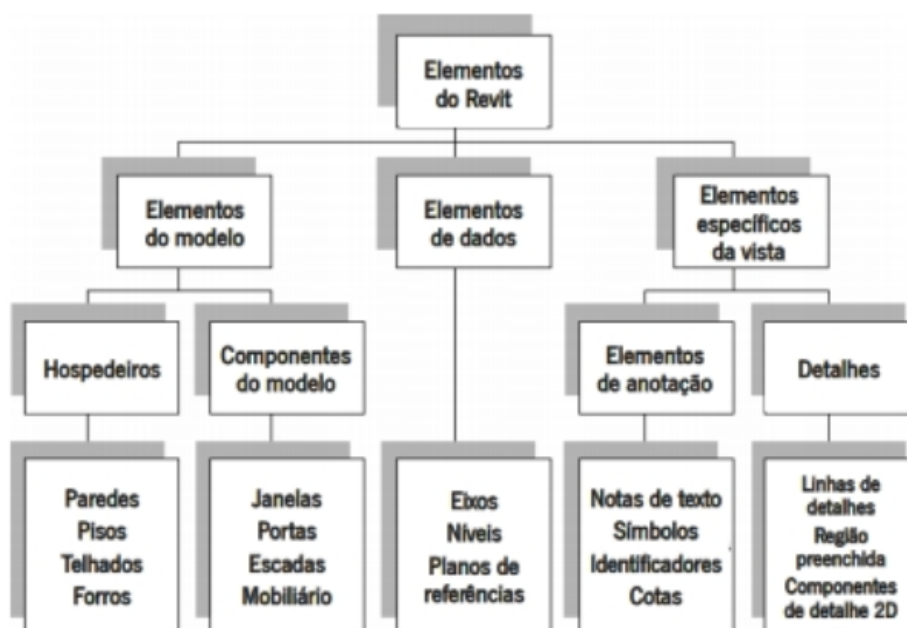 Elementos
do Revit
Elementos
do modelo
Elementos
de dados
Elementos
específicos
da vista
Hospedeiros
Componentes
do modelo
Elementos
de anotação
Detalhes
Paredes
Pisos
Telhados
Forros
Janelas
Portas
Escadas
Mobiliário
Eixos
Níveis
Planos de
referências
Notas de texto
Símbolos
Identificadores
Cotas
Linhas de
detalhes
Região
preenchida
Componentes
de detalhe 2D